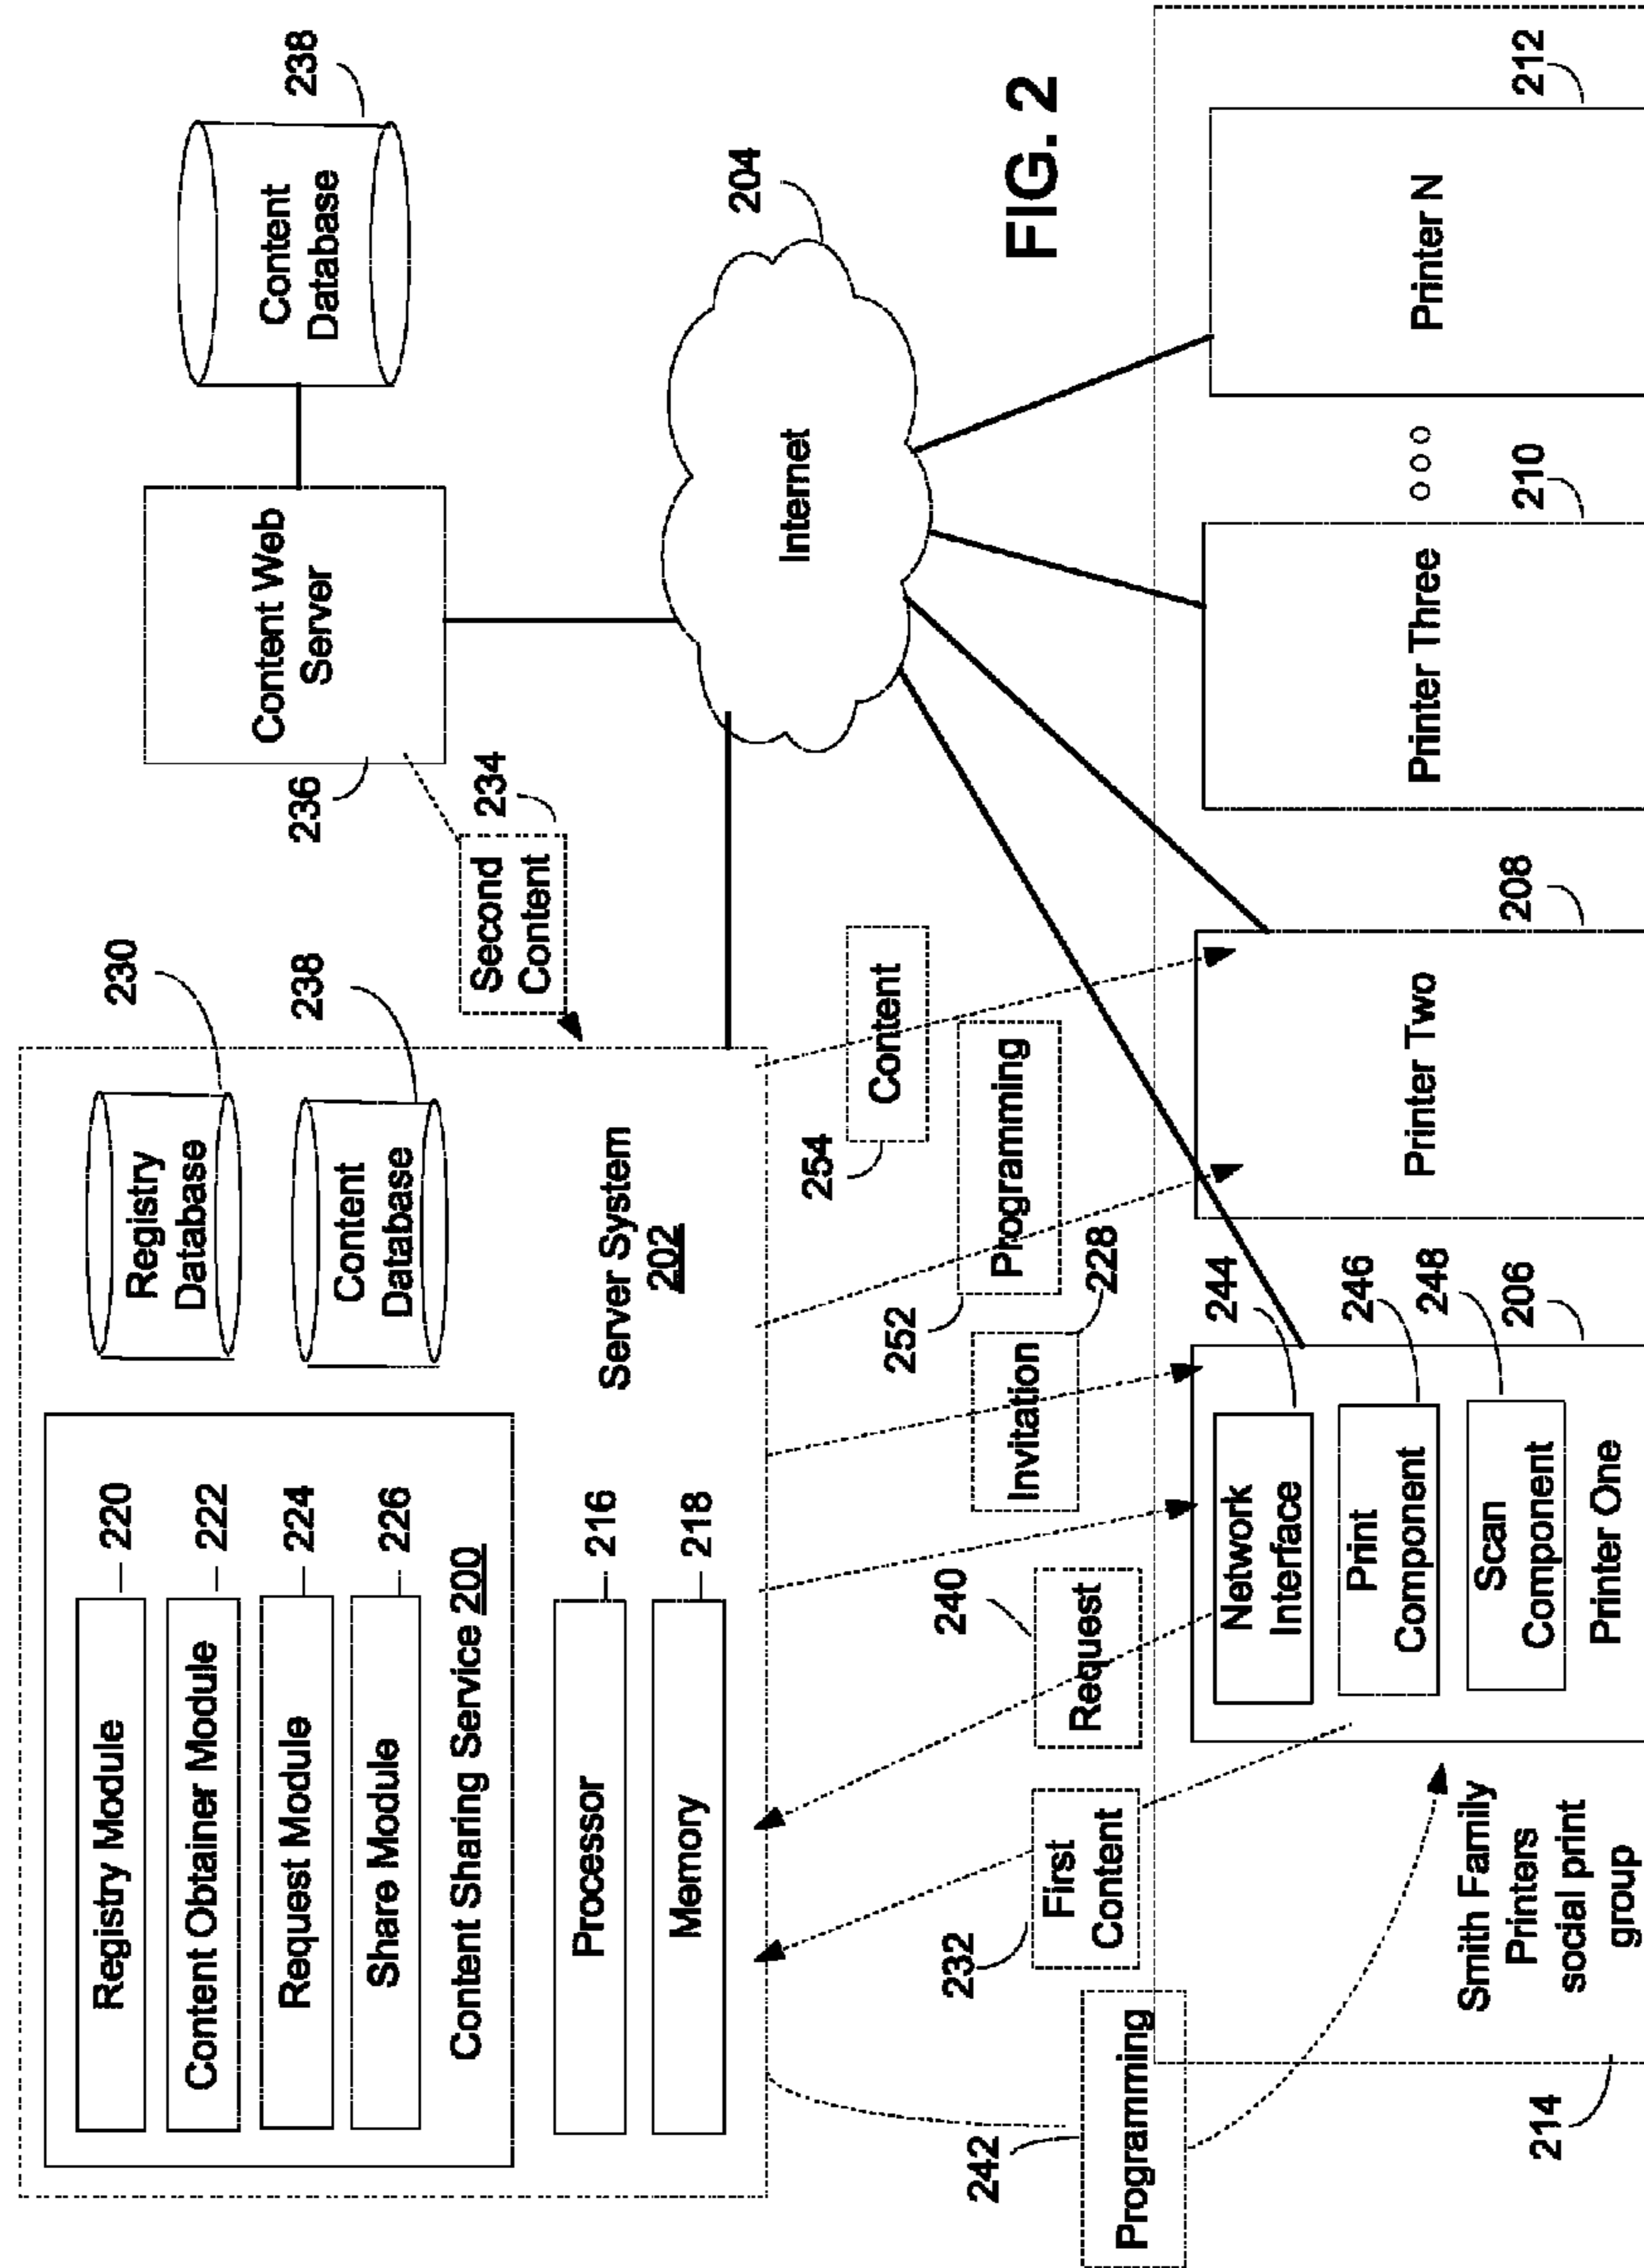 220
Registry Module
222
Content Obtainer Module
224
Request Module
226
Share Module
Content Sharing Service 200
216
Processor
218
Memory
230
Registry
Database
238
Content
Database
Server System
202
236
Content Web
Server
238
Content
Database
234
Second
Content
204
Internet
FIG. 2
254
Content
252
Programming
228
Invitation
240
Request
232
First
Content
242
Programming
214
Smith Family
Printers
social print
group
244
Network
Interface
246
Print
Component
248
Scan
Component
206
Printer One
208
Printer Two
210
Printer Three
212
Printer N